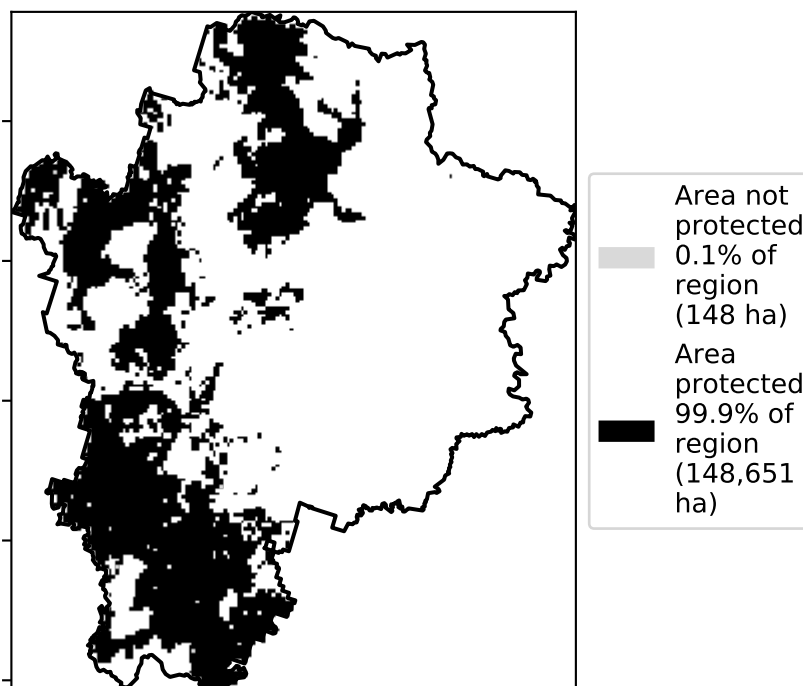 Area not
protected
0.1% of
region
(148 ha)
Area
protected
99.9% of
region
(148,651
ha)